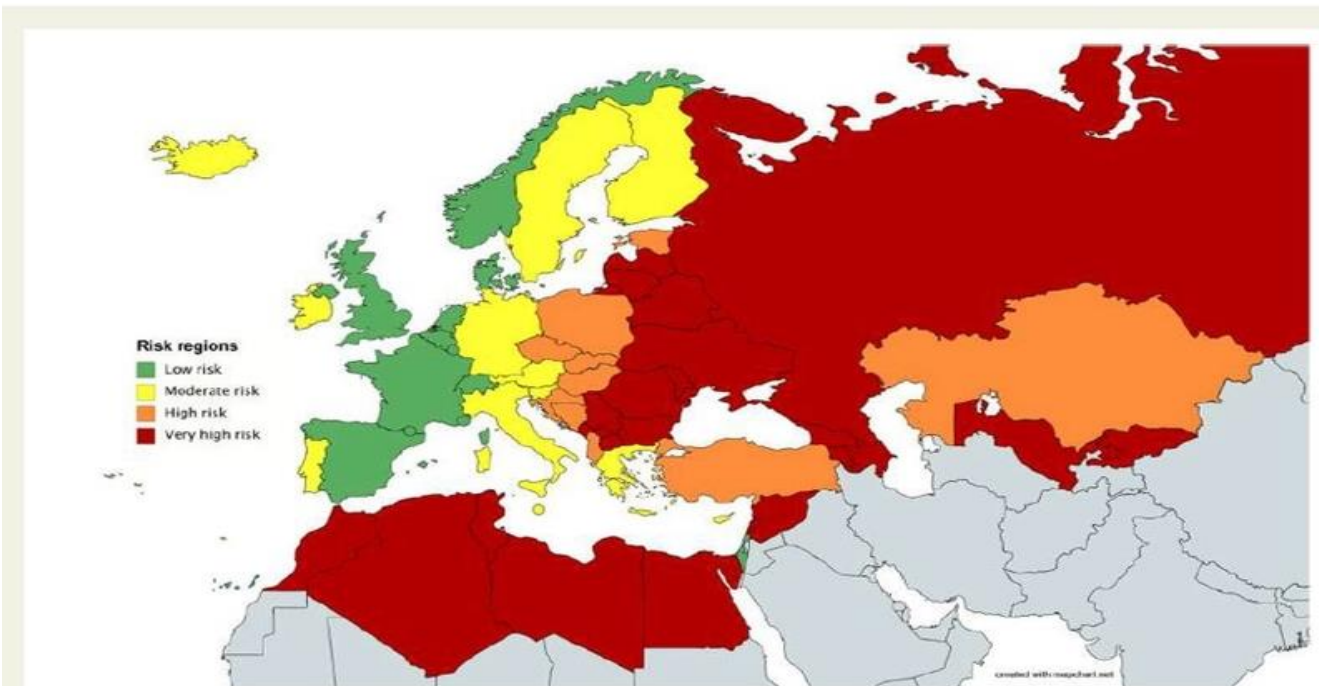 Risk regions
Low risk
Moderate risk
High risk
Very high risk
created with mapchart.net